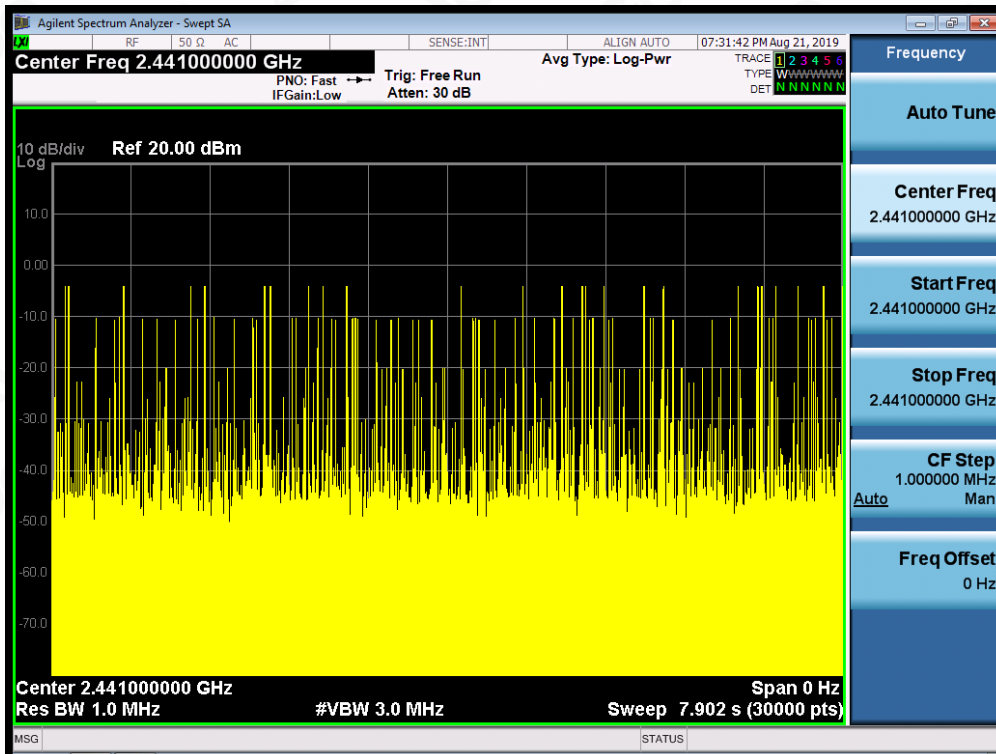 Agilent Spectrum Analyzer - Swept SA
LXI RF 50 Ω AC SENSE:INT ALIGN AUTO 07:31:42 PM Aug 21, 2019
Center Freq 2.441000000 GHz
PNO: Fast
IFGain:Low
Trig: Free Run
Atten: 30 dB
Avg Type: Log-Pwr
TRACE 1 2 3 4 5 6
TYPE WWWWWW
DET N N N N N N
10 dB/div Ref 20.00 dBm
Log
10.0
0.00
-10.0
-20.0
-30.0
-40.0
-50.0
-60.0
-70.0
Center 2.441000000 GHz Span 0 Hz
Res BW 1.0 MHz #VBW 3.0 MHz Sweep 7.902 s (30000 pts)
MSG STATUS
Frequency
Auto Tune
Center Freq
2.441000000 GHz
Start Freq
2.441000000 GHz
Stop Freq
2.441000000 GHz
CF Step
1.000000 MHz
Auto Man
Freq Offset
0 Hz